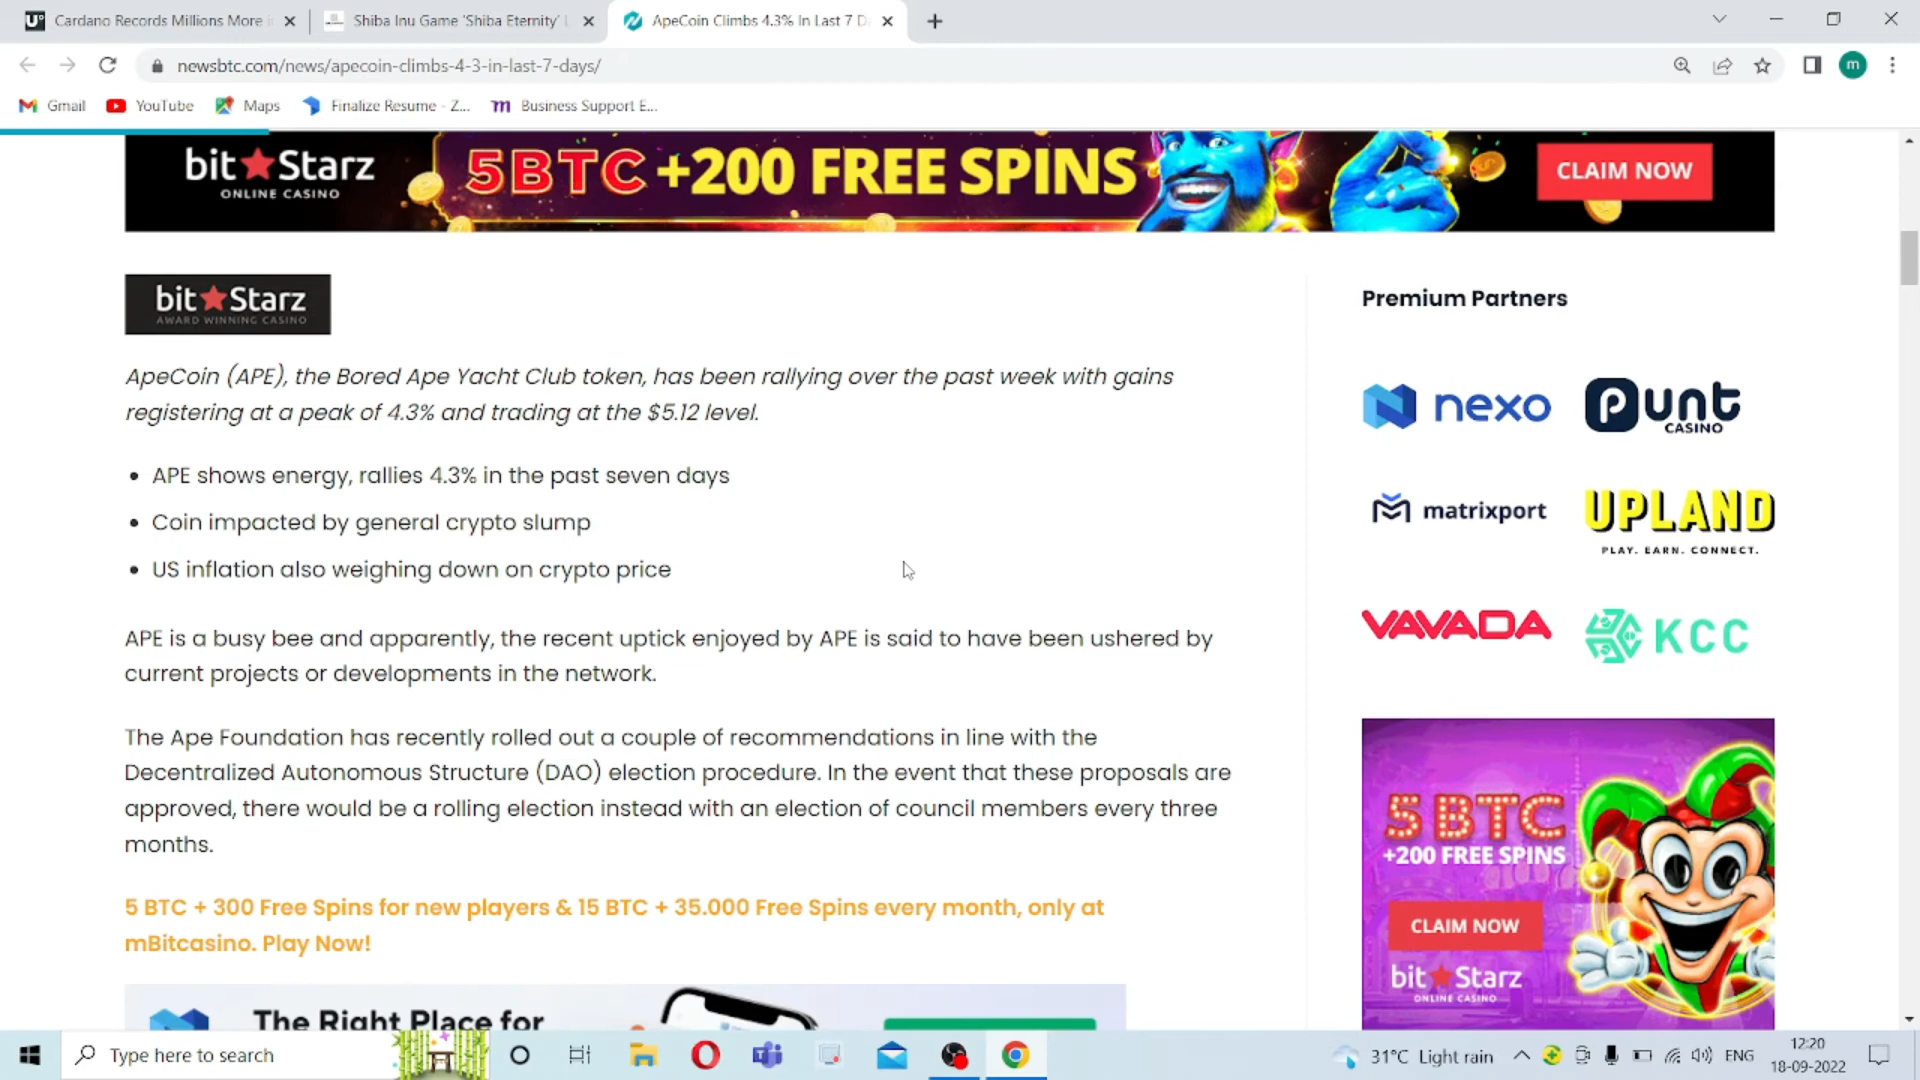 Cardano Records Millions More i
Shiba Inu Game 'Shiba Eternity' L
ApeCoin Climbs 4.3% In Last 7 D
newsbtc.com/news/apecoin-climbs-4-3-in-last-7-days/
m
Gmail
YouTube
Maps
Finalize Resume - Z...
Business Support E...
bit Starz
ONLINE CASINO
5BTC +200 FREE SPINS
CLAIM NOW
bit Starz
AWARD WINNING CASINO
ApeCoin (APE), the Bored Ape Yacht Club token, has been rallying over the past week with gains
registering at a peak of 4.3% and trading at the $5.12 level.
• APE shows energy, rallies 4.3% in the past seven days
• Coin impacted by general crypto slump
• US inflation also weighing down on crypto price
APE is a busy bee and apparently, the recent uptick enjoyed by APE is said to have been ushered by
current projects or developments in the network.
The Ape Foundation has recently rolled out a couple of recommendations in line with the
Decentralized Autonomous Structure (DAO) election procedure. In the event that these proposals are
approved, there would be a rolling election instead with an election of council members every three
months.
5 BTC + 300 Free Spins for new players & 15 BTC + 35.000 Free Spins every month, only at
mBitcasino. Play Now!
The Right Place for
Premium Partners
nexo
Punt
CASINO
matrixport
UPLAND
PLAY. EARN. CONNECT.
VAVADA
KCC
5 BTC
+200 FREE SPINS
CLAIM NOW
bit Starz
ONLINE CASINO
Type here to search
31°C Light rain
ENG
12:20
18-09-2022